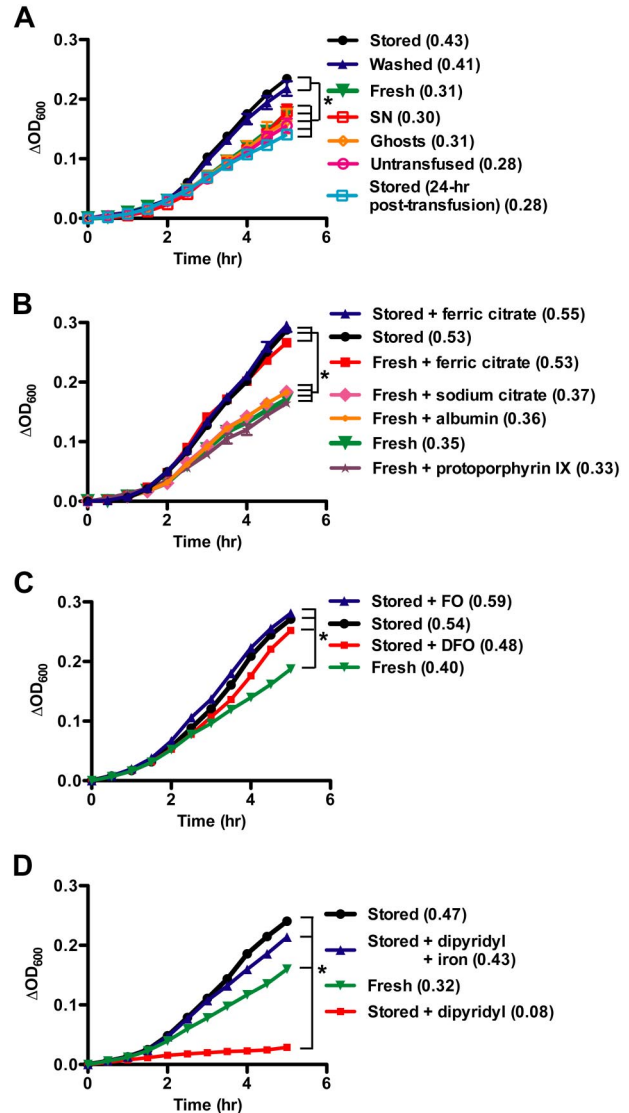 A
0.3
0.2
0.1
0.0
ΔOD600
0 2 4 6
Time (hr)
*
Stored (0.43)
Washed (0.41)
Fresh (0.31)
SN (0.30)
Ghosts (0.31)
Untransfused (0.28)
Stored (24-hr
post-transfusion) (0.28)
B
0.3
0.2
0.1
0.0
ΔOD600
0 2 4 6
Time (hr)
*
Stored + ferric citrate (0.55)
Stored (0.53)
Fresh + ferric citrate (0.53)
Fresh + sodium citrate (0.37)
Fresh + albumin (0.36)
Fresh (0.35)
Fresh + protoporphyrin IX (0.33)
C
0.3
0.2
0.1
0.0
ΔOD600
0 2 4 6
Time (hr)
*
Stored + FO (0.59)
Stored (0.54)
Stored + DFO (0.48)
Fresh (0.40)
D
0.3
0.2
0.1
0.0
ΔOD600
0 2 4 6
Time (hr)
*
Stored (0.47)
Stored + dipyridyl
+ iron (0.43)
Fresh (0.32)
Stored + dipyridyl (0.08)